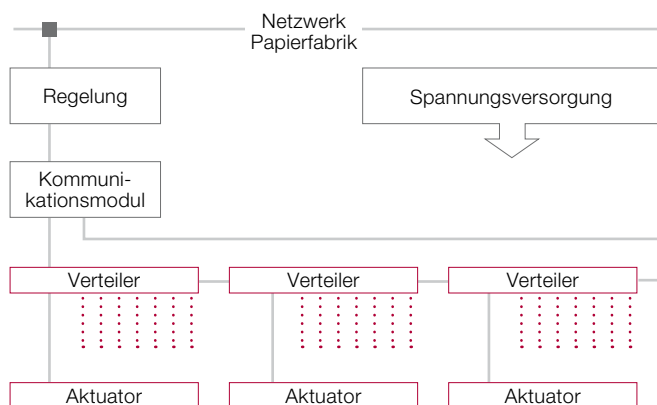 Netzwerk
Papierfabrik
Regelung
Spannungsversorgung
Kommuni-
kationsmodul
Verteiler
Verteiler
Verteiler
Aktuator
Aktuator
Aktuator